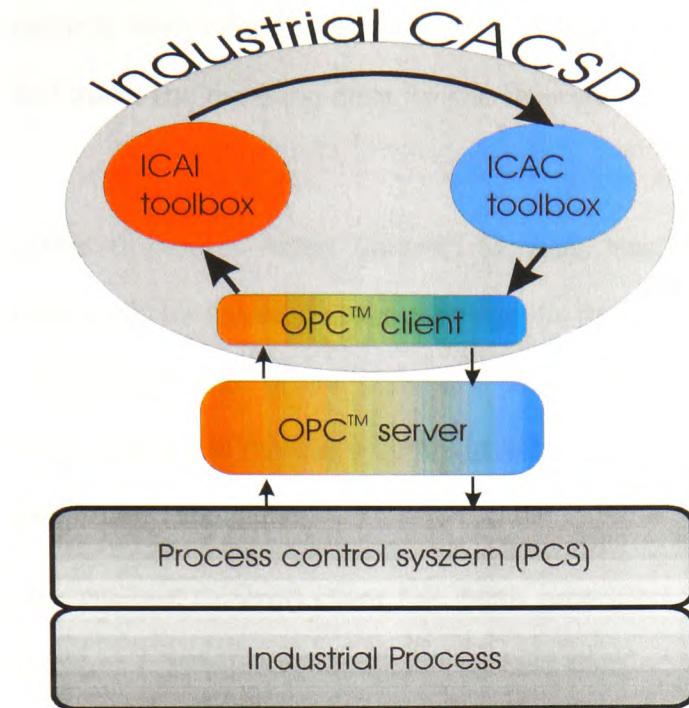 Industrial CACSD
ICAI
toolbox
ICAC
toolbox
OPC™ client
OPC™ server
Process control syszem (PCS)
Industrial Process